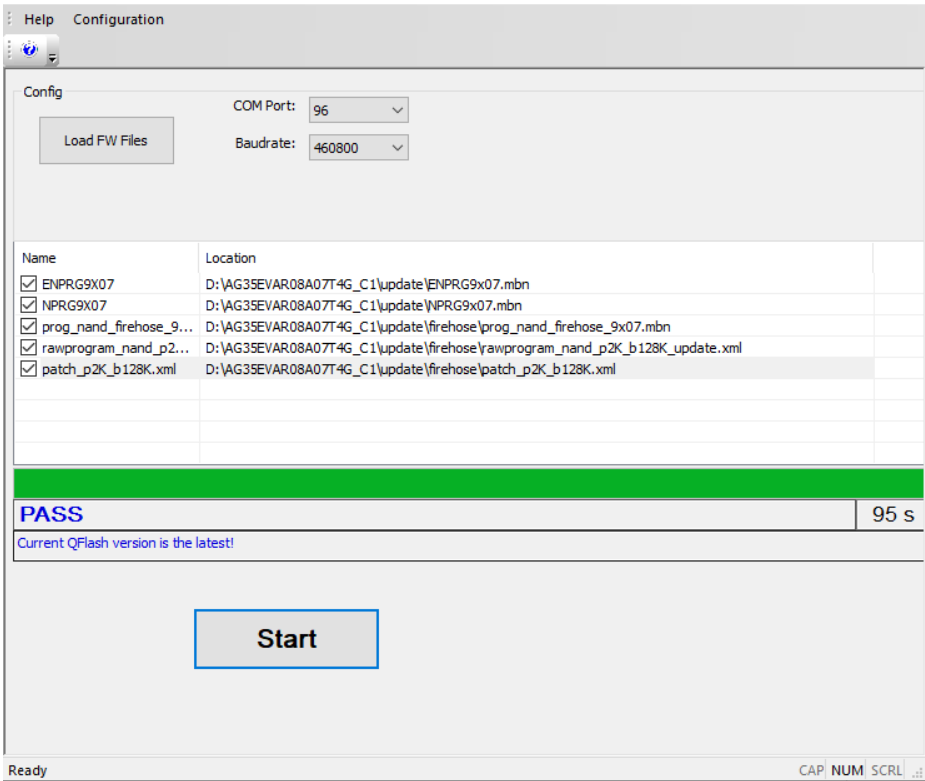 Help Configuration
Config
COM Port: 96
Load FW Files
Baudrate: 460800
Name Location
ENPRG9X07 D:\AG35EVAR08A07T4G_C1\update\ENPRG9x07.mbn
NPRG9X07 D:\AG35EVAR08A07T4G_C1\update\NPRG9x07.mbn
prog_nand_firehose_9... D:\AG35EVAR08A07T4G_C1\update\firehose\prog_nand_firehose_9x07.mbn
rawprogram_nand_p2... D:\AG35EVAR08A07T4G_C1\update\firehose\rawprogram_nand_p2K_b128K_update.xml
patch_p2K_b128K.xml D:\AG35EVAR08A07T4G_C1\update\firehose\patch_p2K_b128K.xml
PASS 95 s
Current QFlash version is the latest!
Start
Ready CAP NUM SCRL